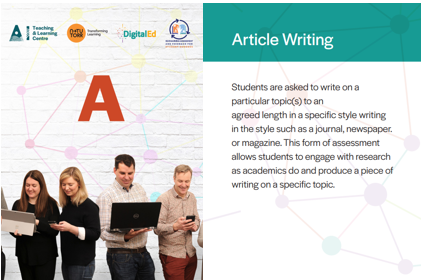 Teaching
& Learning
Centre
N-TUTORR
Transforming
Learning
DigitalEd
A
Article Writing
Students are asked to write on a
particular topic(s) to an
agreed length in a specific style writing
in the style such as a journal, newspaper.
or magazine. This form of assessment
allows students to engage with research
as academics do and produce a piece of
writing on a specific topic.